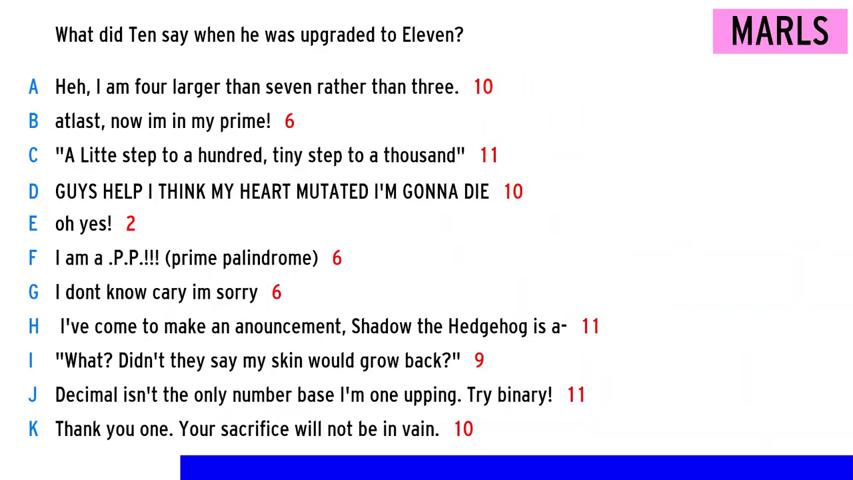 What did Ten say when he was upgraded to Eleven?
MARLS
A Heh, I am four larger than seven rather than three. 10
B atlast, now im in my prime! 6
C "A Litte step to a hundred, tiny step to a thousand" 11
D GUYS HELP I THINK MY HEART MUTATED I'M GONNA DIE 10
E oh yes! 2
F I am a .P.P.!!! (prime palindrome) 6
G I dont know cary im sorry 6
H I've come to make an anouncement, Shadow the Hedgehog is a- 11
I "What? Didn't they say my skin would grow back?" 9
J Decimal isn't the only number base I'm one upping. Try binary! 11
K Thank you one. Your sacrifice will not be in vain. 10